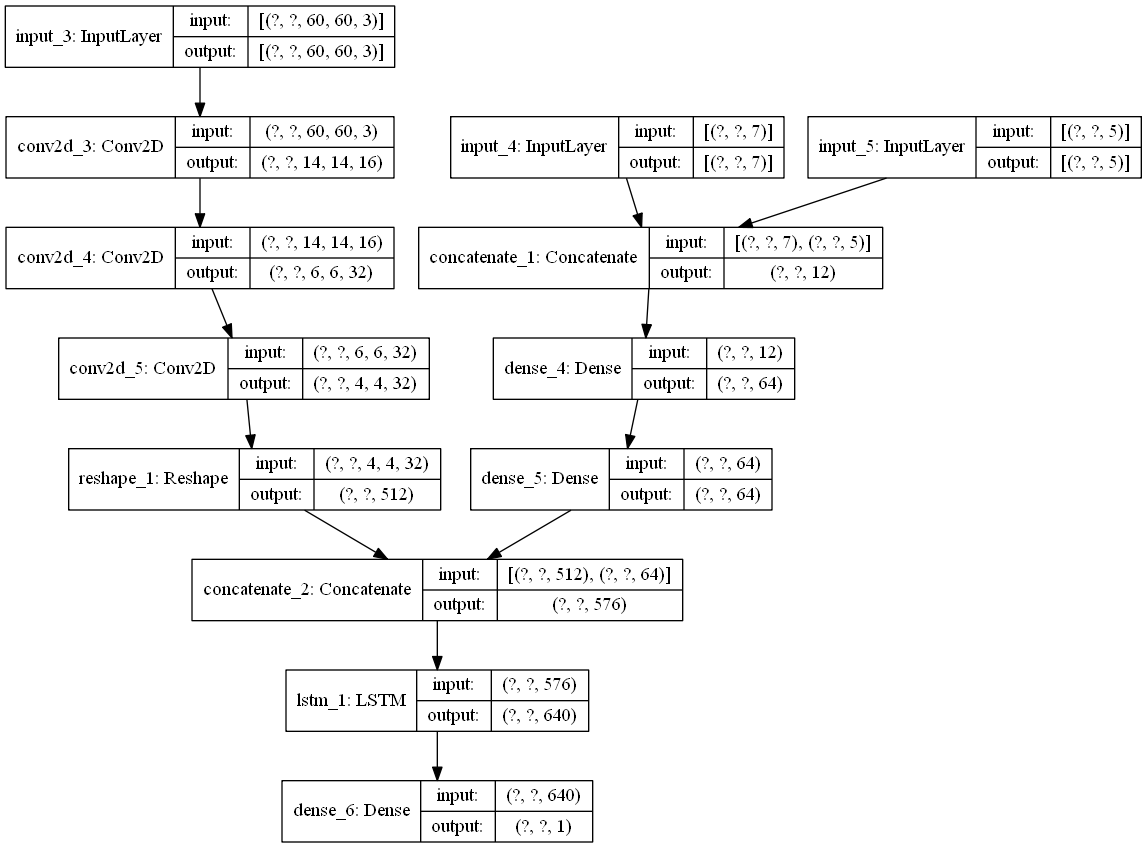 input_3: InputLayer
input: [(?, ?, 60, 60, 3)]
output: [(?, ?, 60, 60, 3)]
conv2d_3: Conv2D
input: (?, ?, 60, 60, 3)
output: (?, ?, 14, 14, 16)
input_4: InputLayer
input: [(?, ?, 7)]
output: [(?, ?, 7)]
input_5: InputLayer
input: [(?, ?, 5)]
output: [(?, ?, 5)]
conv2d_4: Conv2D
input: (?, ?, 14, 14, 16)
output: (?, ?, 6, 6, 32)
concatenate_1: Concatenate
input: [(?, ?, 7), (?, ?, 5)]
output: (?, ?, 12)
conv2d_5: Conv2D
input: (?, ?, 6, 6, 32)
output: (?, ?, 4, 4, 32)
dense_4: Dense
input: (?, ?, 12)
output: (?, ?, 64)
reshape_1: Reshape
input: (?, ?, 4, 4, 32)
output: (?, ?, 512)
dense_5: Dense
input: (?, ?, 64)
output: (?, ?, 64)
concatenate_2: Concatenate
input: [(?, ?, 512), (?, ?, 64)]
output: (?, ?, 576)
lstm_1: LSTM
input: (?, ?, 576)
output: (?, ?, 640)
dense_6: Dense
input: (?, ?, 640)
output: (?, ?, 1)